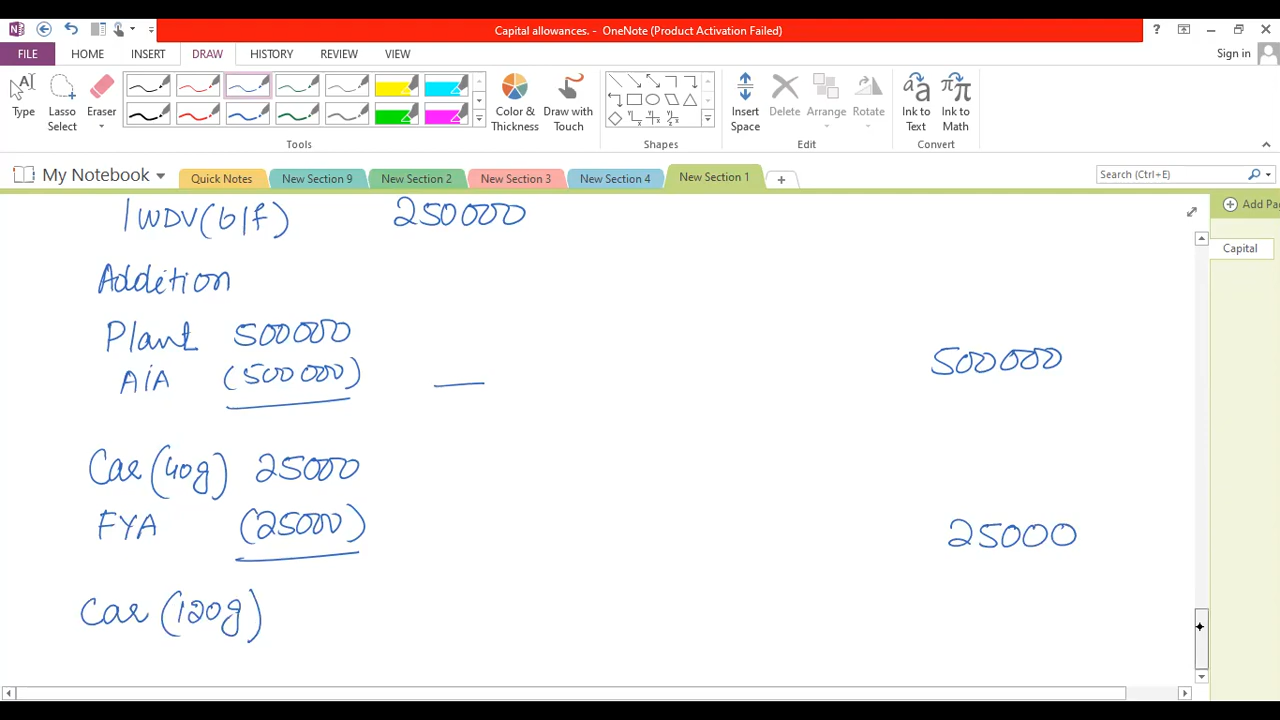 Capital allowances. - OneNote (Product Activation Failed)
FILE HOME INSERT DRAW HISTORY REVIEW VIEW Sign in
Type Lasso Select Eraser Color & Thickness Draw with Touch Insert Space Delete Arrange Rotate Ink to Text Ink to Math
Tools Shapes Edit Convert
My Notebook Quick Notes New Section 9 New Section 2 New Section 3 New Section 4 New Section 1 Search (Ctrl+E)
Add Pa
Capital
WDV(b/f) 250000
Addition
Plant 500000
AIA (500 000) — 500000
Car (40g) 25000
FYA (25000) 25000
Car (120g)